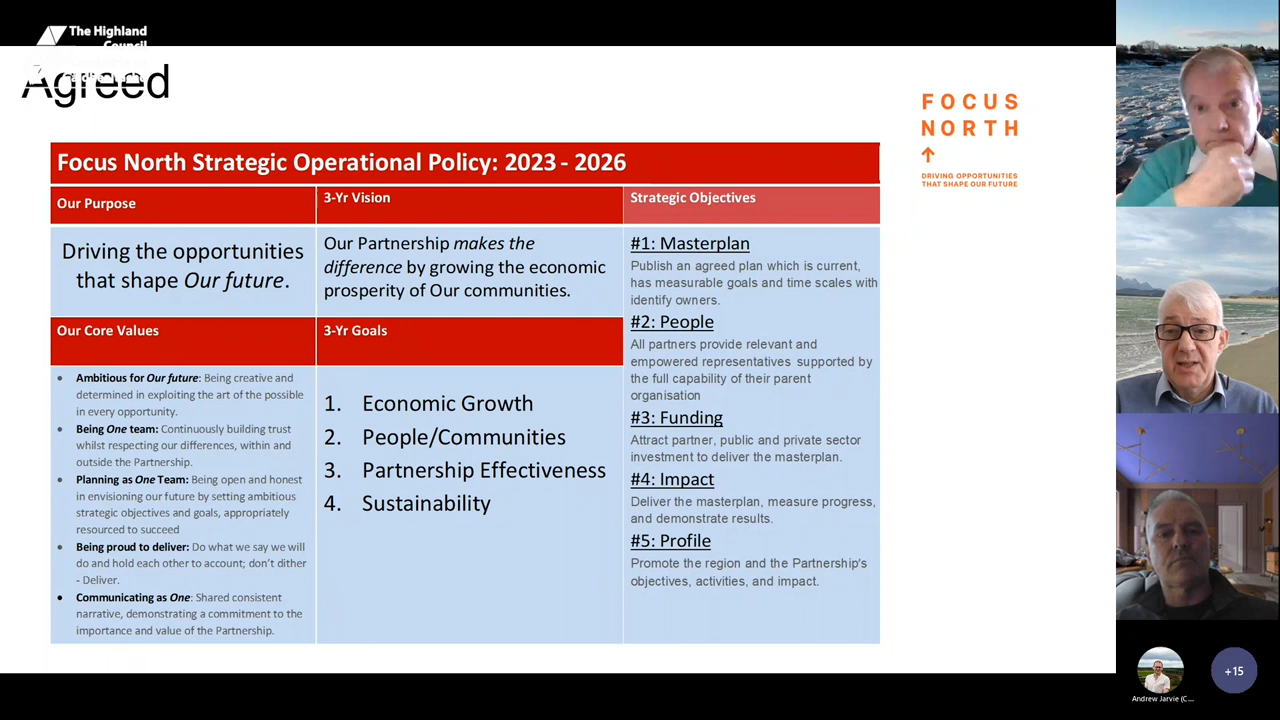 The Highland
Council
Agreed
FOCUS
NORTH
DRIVING OPPORTUNITIES
THAT SHAPE OUR FUTURE
Focus North Strategic Operational Policy: 2023 - 2026
Our Purpose
3-Yr Vision
Strategic Objectives
Driving the opportunities
that shape Our future.
Our Partnership makes the
difference by growing the economic
prosperity of Our communities.
#1: Masterplan
Publish an agreed plan which is current,
has measurable goals and time scales with
identify owners.
#2: People
All partners provide relevant and
empowered representatives supported by
the full capability of their parent
organisation
#3: Funding
Attract partner, public and private sector
investment to deliver the masterplan.
#4: Impact
Deliver the masterplan, measure progress,
and demonstrate results.
#5: Profile
Promote the region and the Partnership's
objectives, activities, and impact.
Our Core Values
3-Yr Goals
• Ambitious for Our future: Being creative and
determined in exploiting the art of the possible
in every opportunity.
• Being One team: Continuously building trust
whilst respecting our differences, within and
outside the Partnership.
• Planning as One Team: Being open and honest
in envisioning our future by setting ambitious
strategic objectives and goals, appropriately
resourced to succeed
• Being proud to deliver: Do what we say we will
do and hold each other to account; don't dither
- Deliver.
• Communicating as One: Shared consistent
narrative, demonstrating a commitment to the
importance and value of the Partnership.
1. Economic Growth
2. People/Communities
3. Partnership Effectiveness
4. Sustainability
Andrew Jarvie (C...
+15